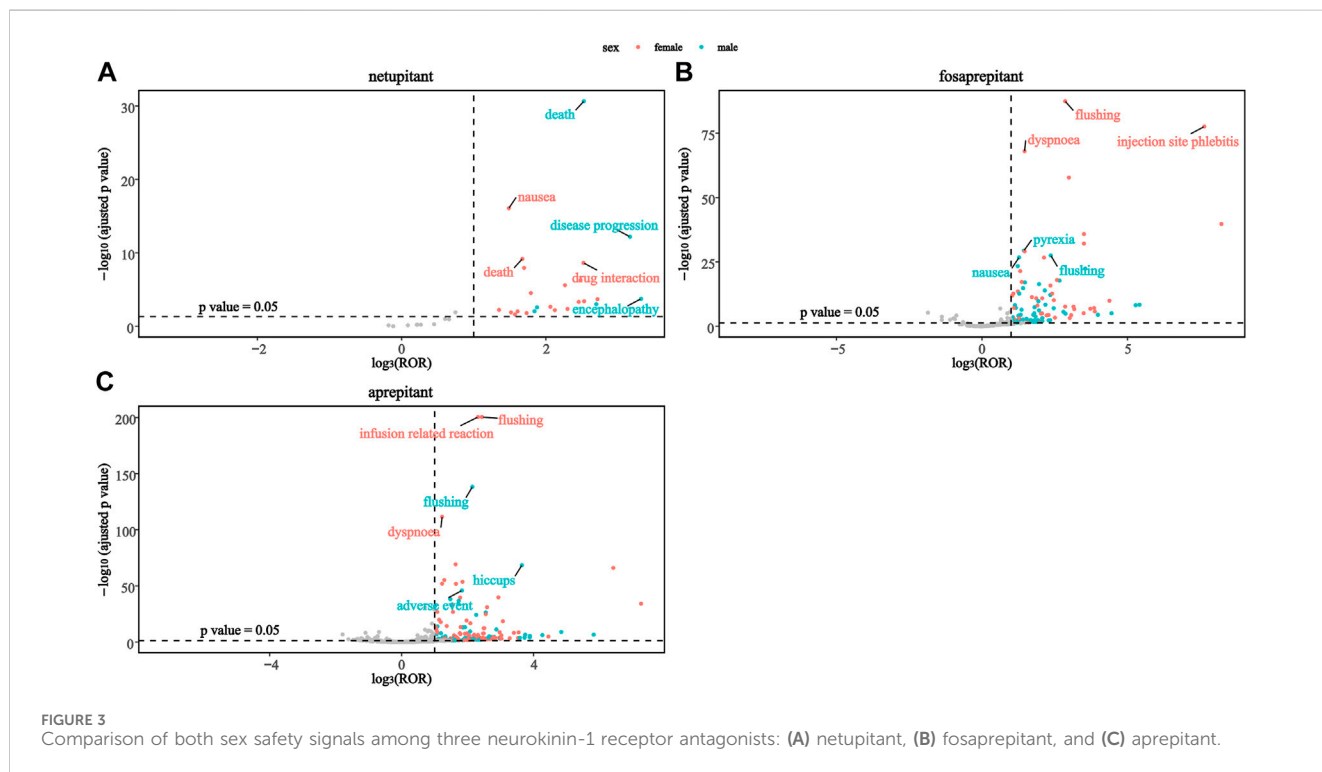 sex female male
A
netupitant
30
20
10
0
−log10 (ajusted p value)
death
nausea
disease progression
death
drug interaction
encephalopathy
p value = 0.05
−2 0 2
log3(ROR)
B
fosaprepitant
75
50
25
0
−log10 (ajusted p value)
flushing
dyspnoea
injection site phlebitis
pyrexia
nausea
flushing
p value = 0.05
−5 0 5
log3(ROR)
C
aprepitant
200
150
100
50
0
−log10 (ajusted p value)
flushing
infusion related reaction
flushing
dyspnoea
hiccups
adverse event
p value = 0.05
−4 0 4
log3(ROR)
FIGURE 3
Comparison of both sex safety signals among three neurokinin-1 receptor antagonists: (A) netupitant, (B) fosaprepitant, and (C) aprepitant.